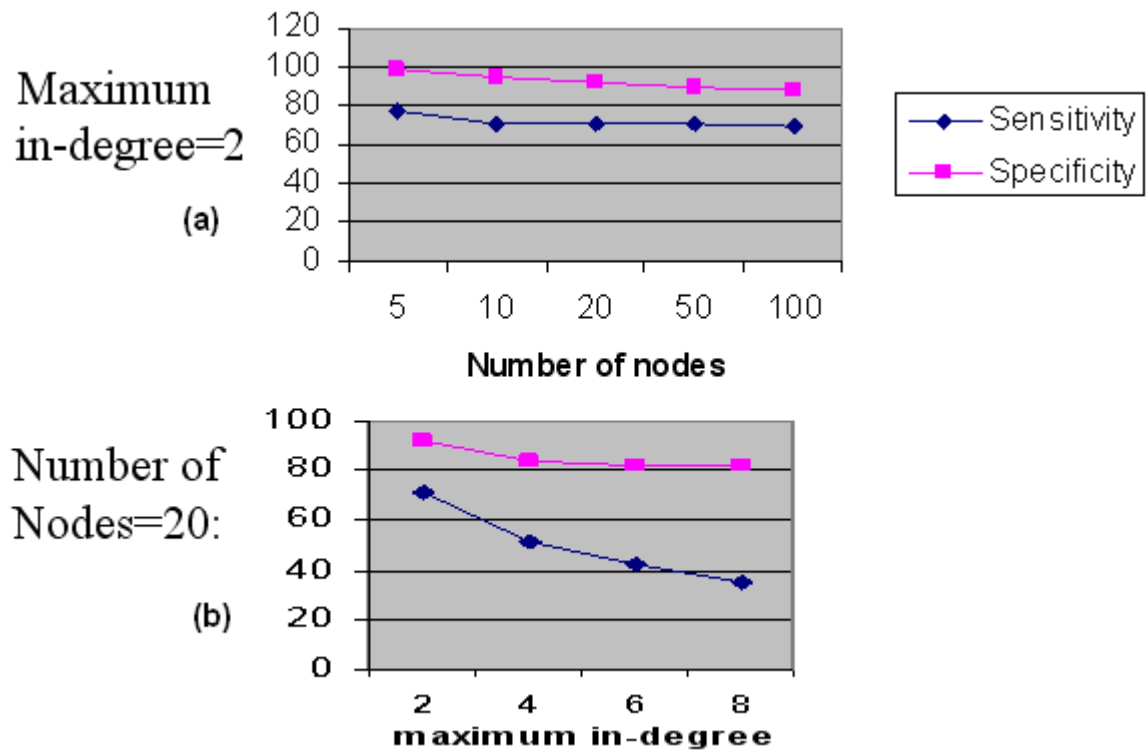 120
100
80
60
40
20
0
Maximum
in-degree=2
(a)
5 10 20 50 100
Number of nodes
Sensitivity
Specificity
100
80
60
40
20
0
Number of
Nodes=20:
(b)
2 4 6 8
maximum in-degree